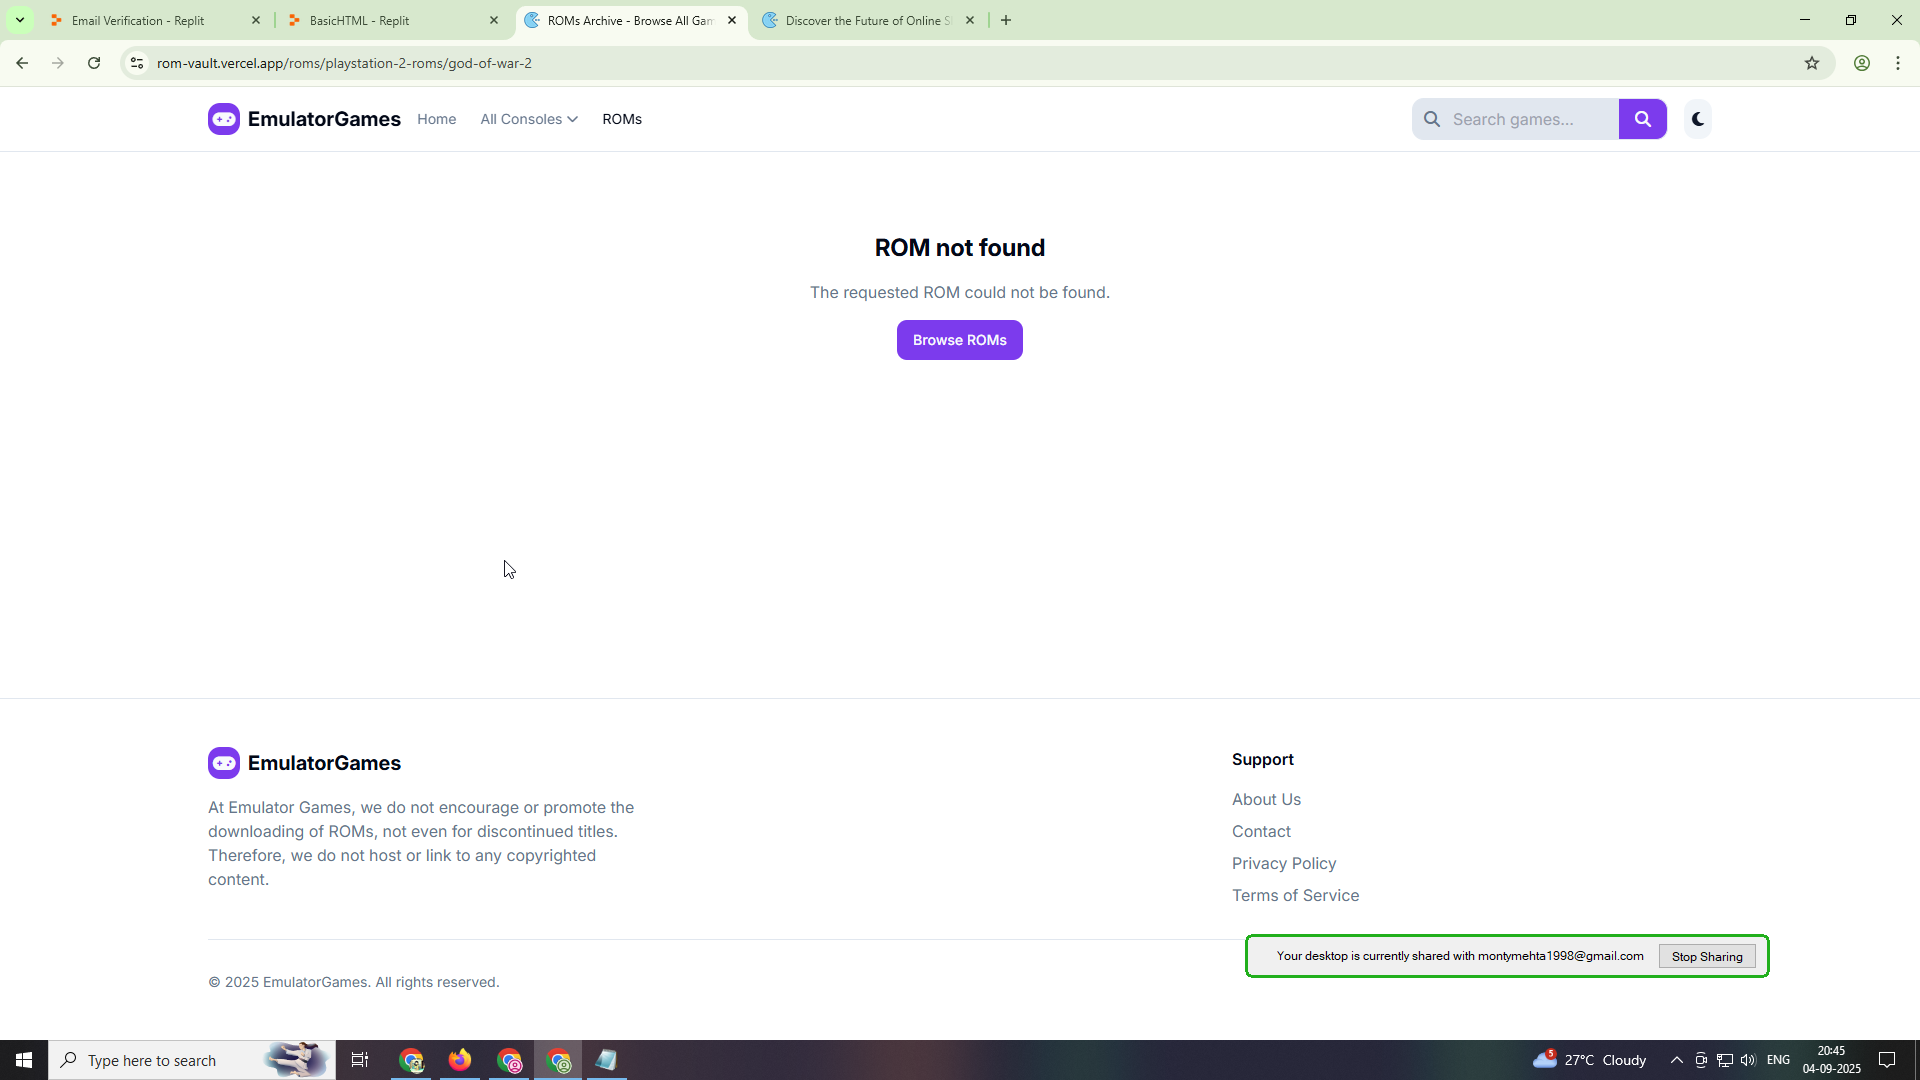 Email Verification - Replit
BasicHTML - Replit
ROMs Archive - Browse All Gam
Discover the Future of Online S
rom-vault.vercel.app/roms/playstation-2-roms/god-of-war-2
EmulatorGames
Home
All Consoles
ROMs
Search games...
ROM not found
The requested ROM could not be found.
Browse ROMs
EmulatorGames
At Emulator Games, we do not encourage or promote the
downloading of ROMs, not even for discontinued titles.
Therefore, we do not host or link to any copyrighted
content.
Support
About Us
Contact
Privacy Policy
Terms of Service
Your desktop is currently shared with montymehta1998@gmail.com
Stop Sharing
© 2025 EmulatorGames. All rights reserved.
Type here to search
5
27°C Cloudy
ENG
20:45
04-09-2025